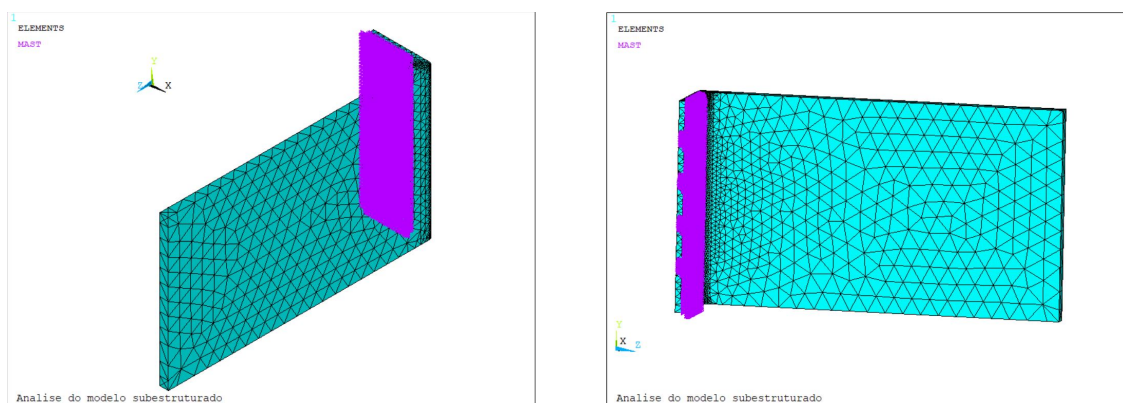 1
ELEMENTS
MAST
Y
Z
X
Analise do modelo subestruturado
1
ELEMENTS
MAST
Y
X
Z
Analise do modelo subestruturado